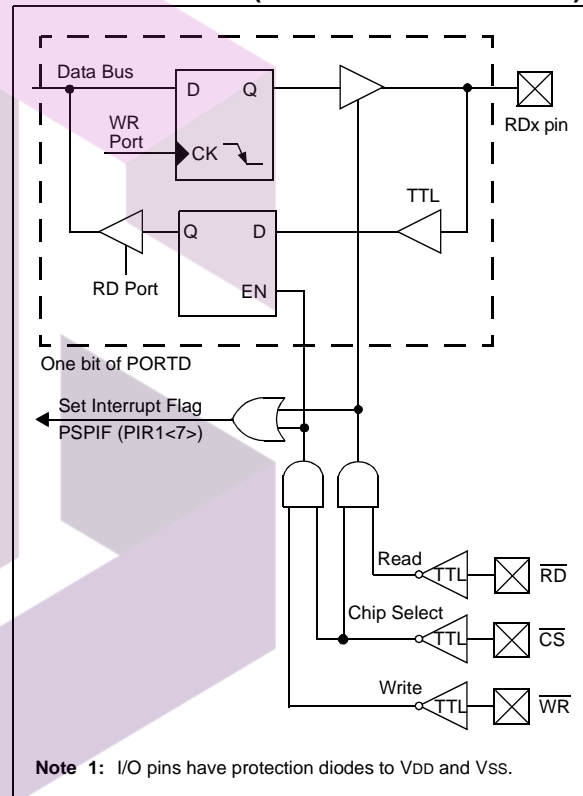 Data Bus
D Q
WR
Port
CK
RDx pin
TTL
Q D
RD Port
EN
One bit of PORTD
Set Interrupt Flag
PSPIF (PIR1<7>)
Read
TTL
RD
Chip Select
TTL
CS
Write
TTL
WR
Note 1: I/O pins have protection diodes to VDD and VSS.